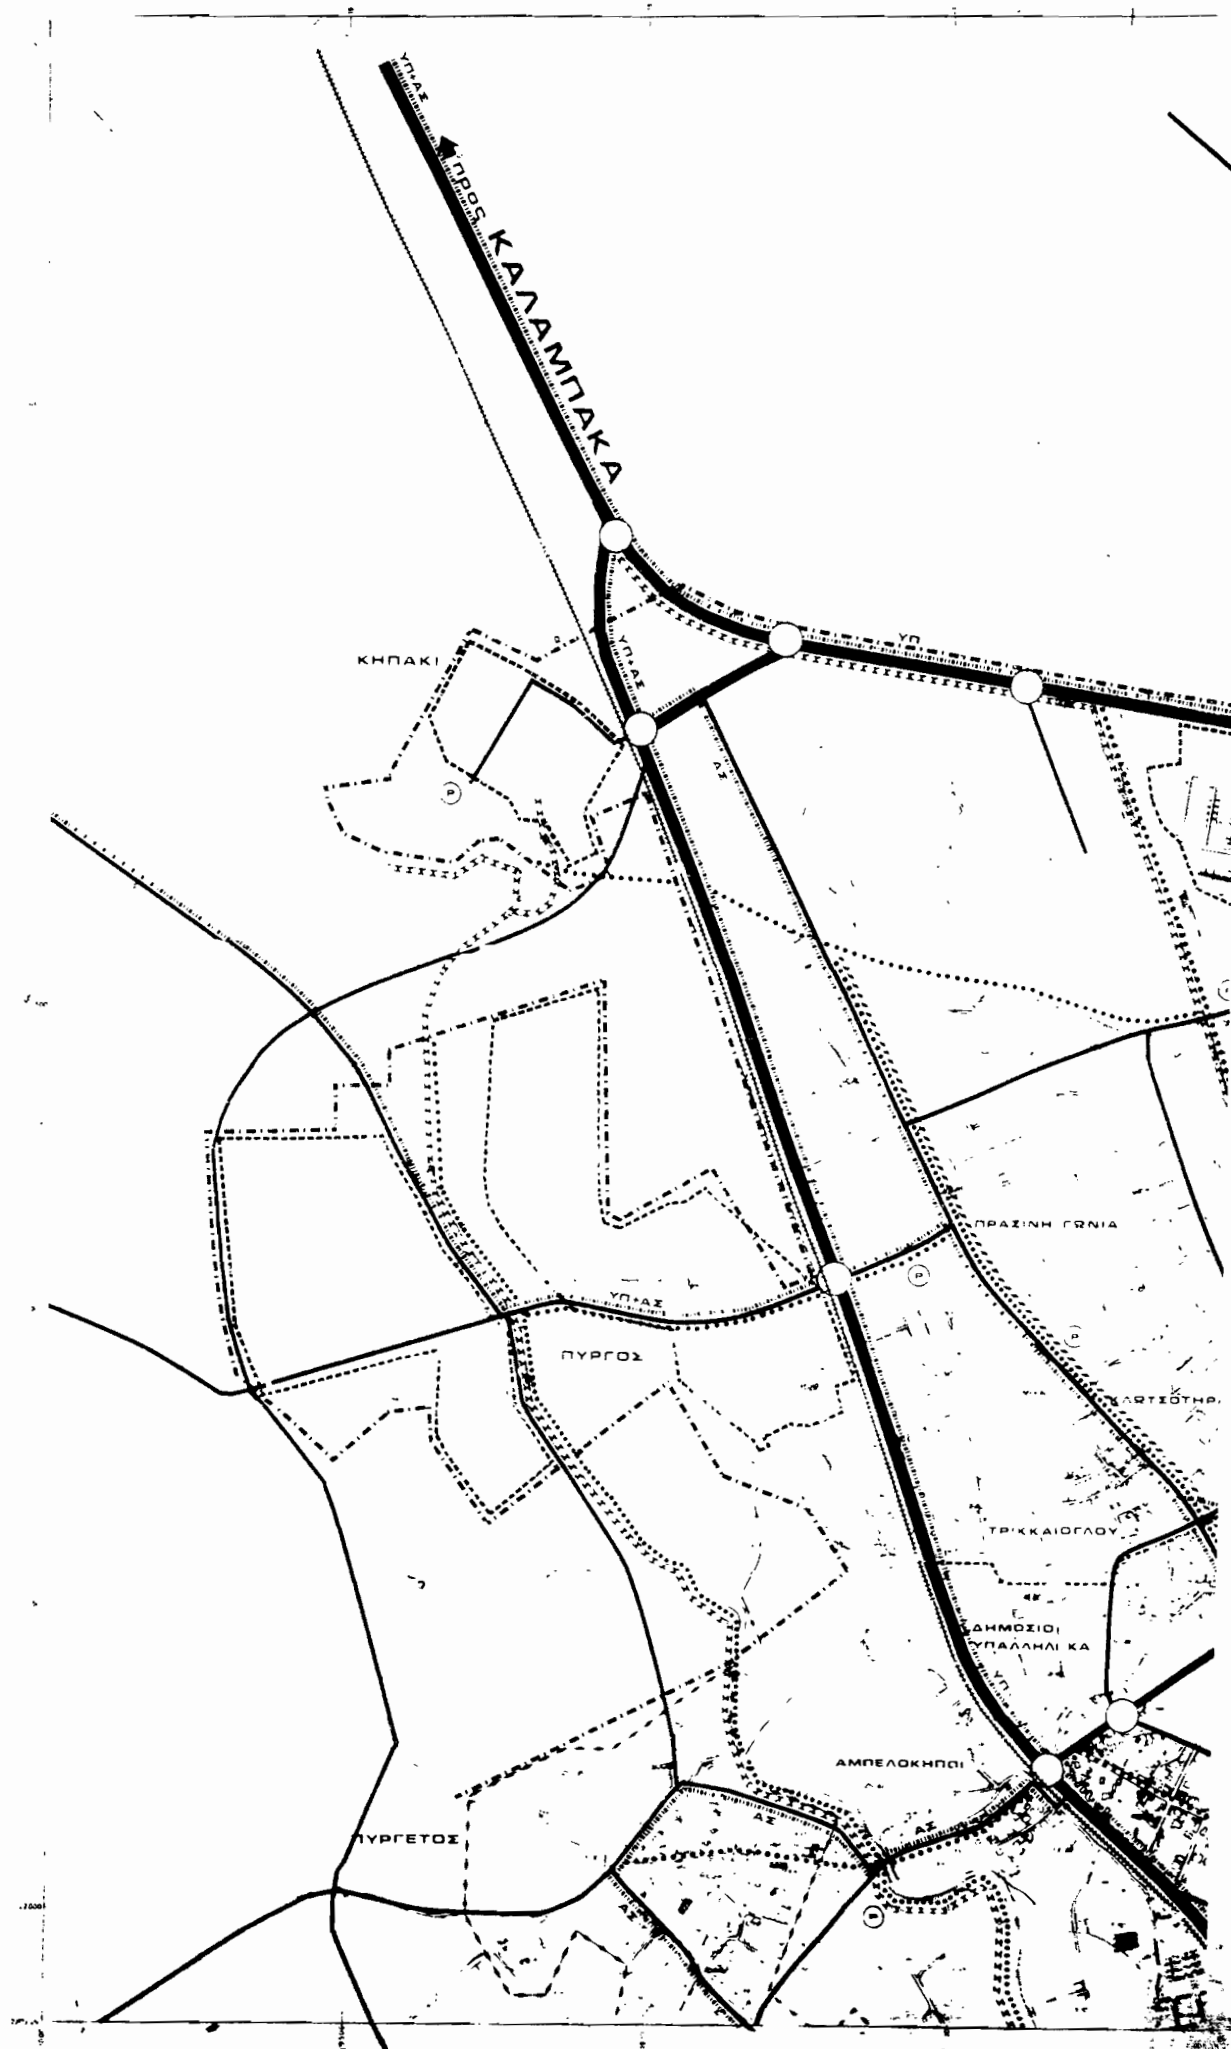 ΥΠ+ΑΣ
προς ΚΑΛΑΜΠΑΚΑ
ΥΠ
ΚΗΠΑΚΙ
ΥΠ+ΑΣ
ΑΣ
P
ΠΡΑΣΙΝΗ ΓΩΝΙΑ
P
ΥΠ+ΑΣ
P
ΠΥΡΓΟΣ
ΚΛΩΤΣΟΤΗΡ
ΤΡΙΚΚΑΙΟΓΛΟΥ
ΔΗΜΟΣΙΟΙ
ΥΠΑΛΛΗΛΙΚΑ
ΥΠ
ΑΜΠΕΛΟΚΗΠΟΙ
ΑΣ
ΑΣ
ΠΥΡΓΕΤΟΣ
ΑΣ